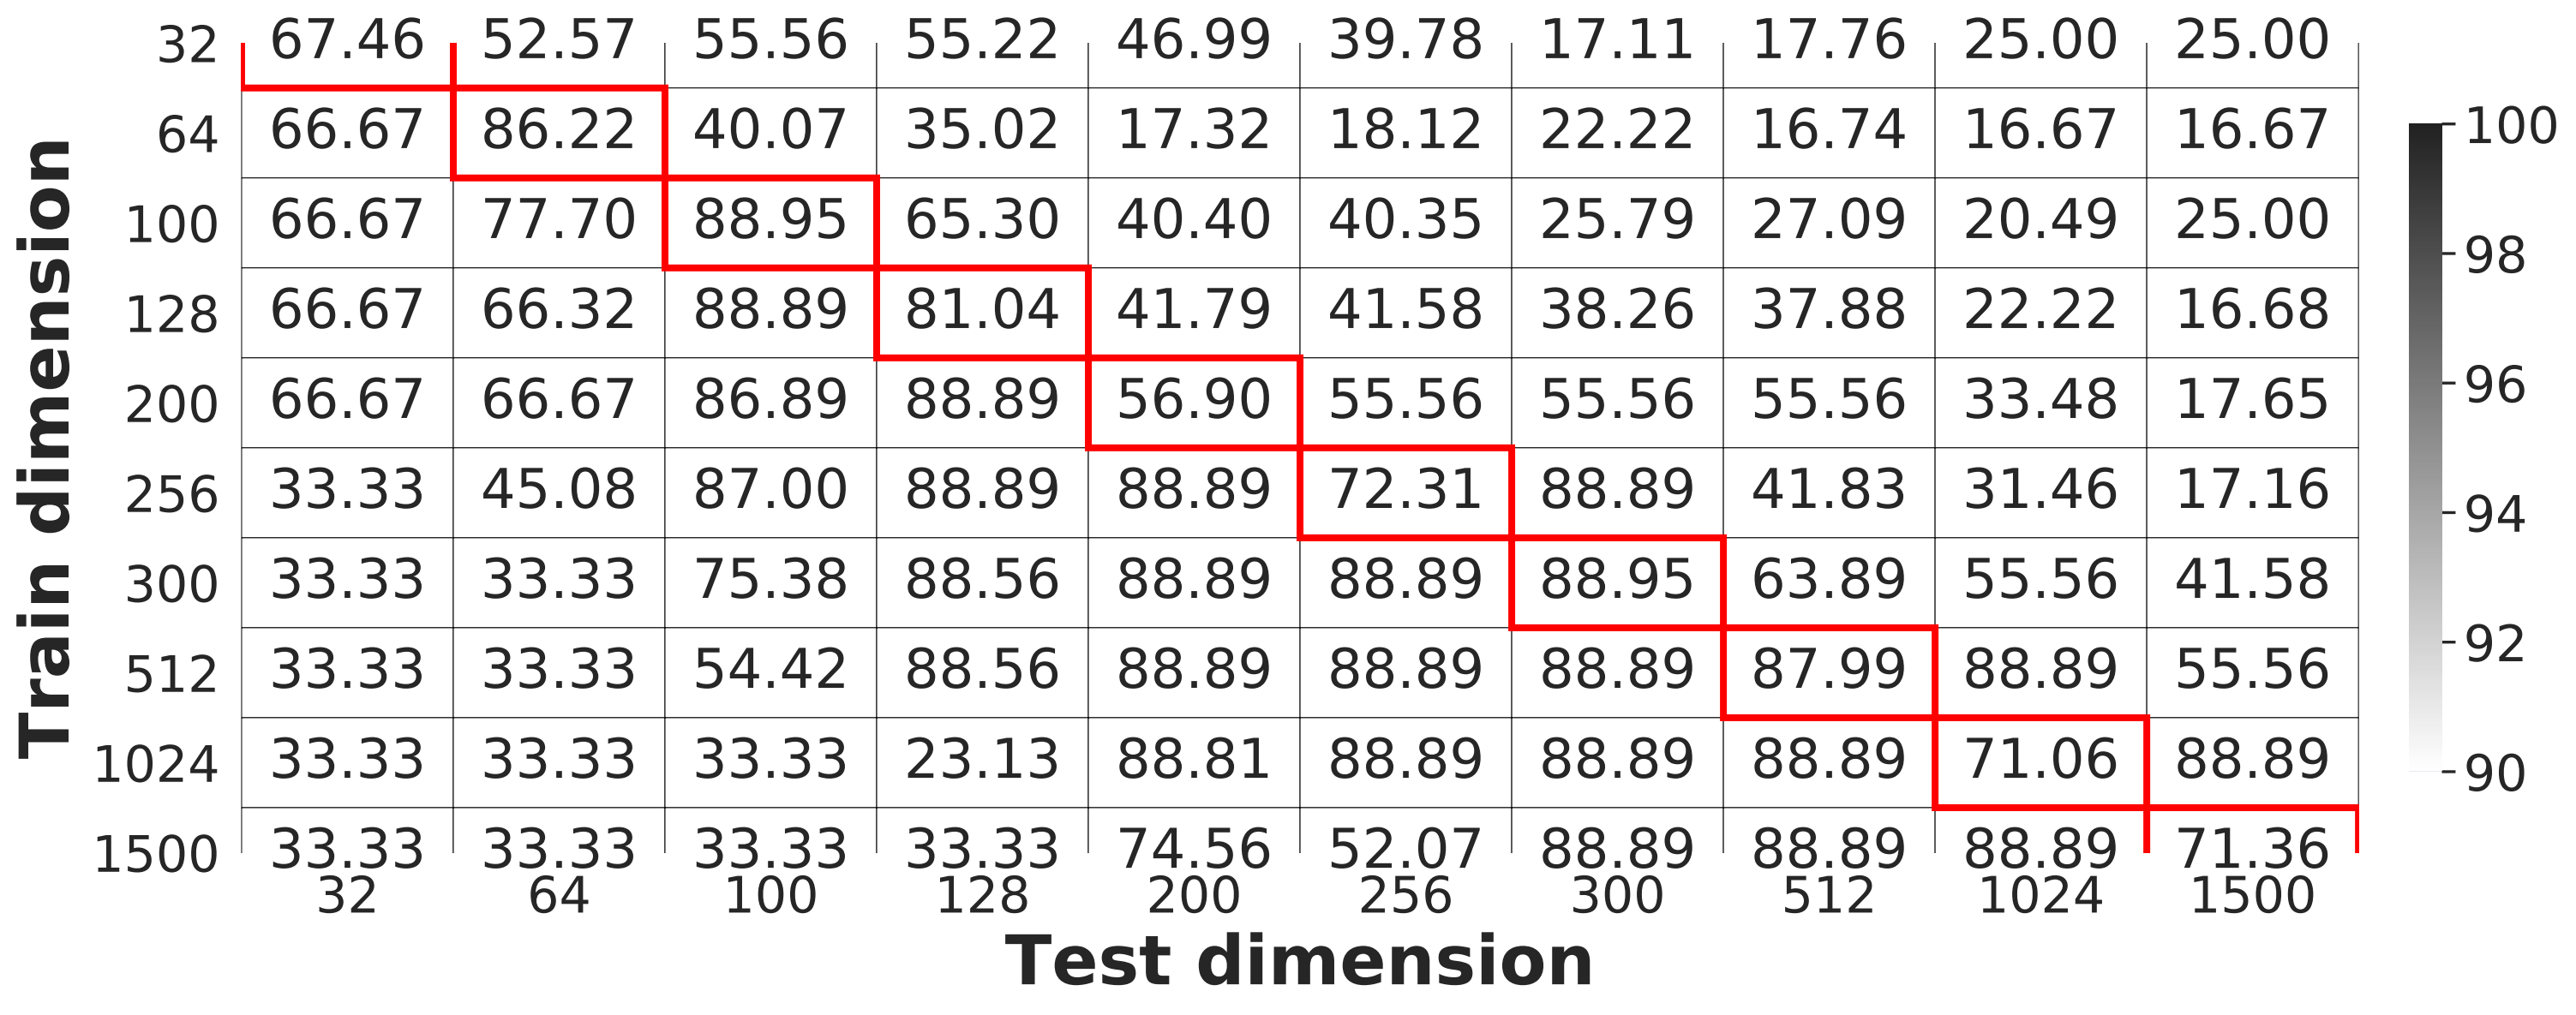 32 67.46 52.57 55.56 55.22 46.99 39.78 17.11 17.76 25.00 25.00
64 66.67 86.22 40.07 35.02 17.32 18.12 22.22 16.74 16.67 16.67
100 66.67 77.70 88.95 65.30 40.40 40.35 25.79 27.09 20.49 25.00
128 66.67 66.32 88.89 81.04 41.79 41.58 38.26 37.88 22.22 16.68
200 66.67 66.67 86.89 88.89 56.90 55.56 55.56 55.56 33.48 17.65
256 33.33 45.08 87.00 88.89 88.89 72.31 88.89 41.83 31.46 17.16
300 33.33 33.33 75.38 88.56 88.89 88.89 88.95 63.89 55.56 41.58
512 33.33 33.33 54.42 88.56 88.89 88.89 88.89 87.99 88.89 55.56
1024 33.33 33.33 33.33 23.13 88.81 88.89 88.89 88.89 71.06 88.89
1500 33.33 33.33 33.33 33.33 74.56 52.07 88.89 88.89 88.89 71.36
32 64 100 128 200 256 300 512 1024 1500
Test dimension
Train dimension
100
98
96
94
92
90